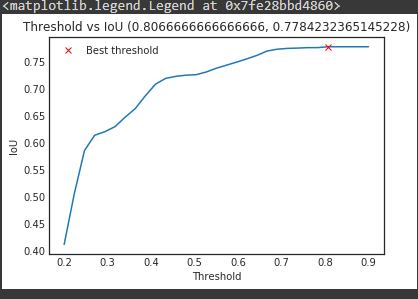 <matplotlib.legend.Legend at 0x7fe28bbd4860>
Threshold vs IoU (0.8066666666666666, 0.7784232365145228)
Best threshold
0.75
0.70
0.65
0.60
0.55
0.50
0.45
0.40
IoU
0.2 0.3 0.4 0.5 0.6 0.7 0.8 0.9
Threshold